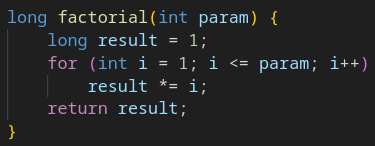 long factorial(int param) {
    long result = 1;
    for (int i = 1; i <= param; i++)
        result *= i;
    return result;
}